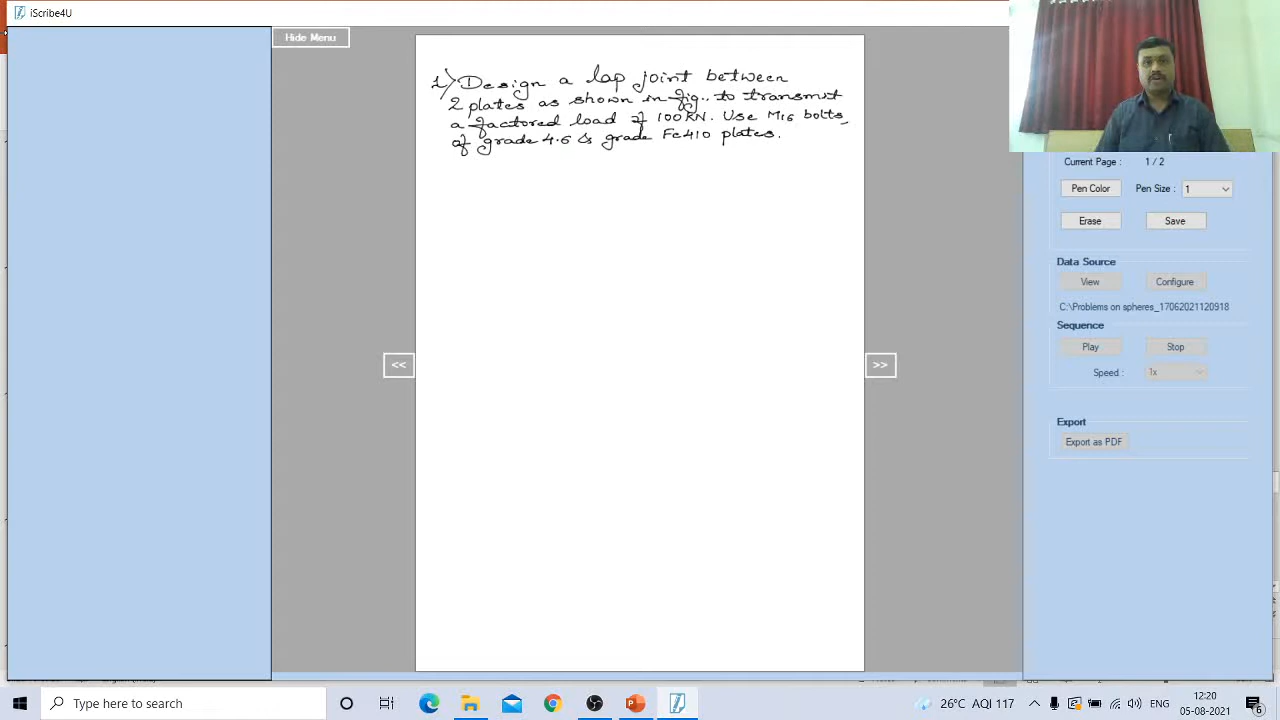 iScribe4U
Hide Menu
1) Design a lap joint between
2 plates as shown in fig., to transmit
a factored load of 100KN. Use M16 bolts,
of grade 4.6 & grade Fe410 plates.
<<
>>
Current Page : 1 / 2
Pen Color Pen Size : 1
Erase Save
Data Source
View Configure
C:\Problems on spheres_17062021120918
Sequence
Play Stop
Speed : 1x
Export
Export as PDF
Type here to search
26°C AQI 117
12:20
05-08-2021
6